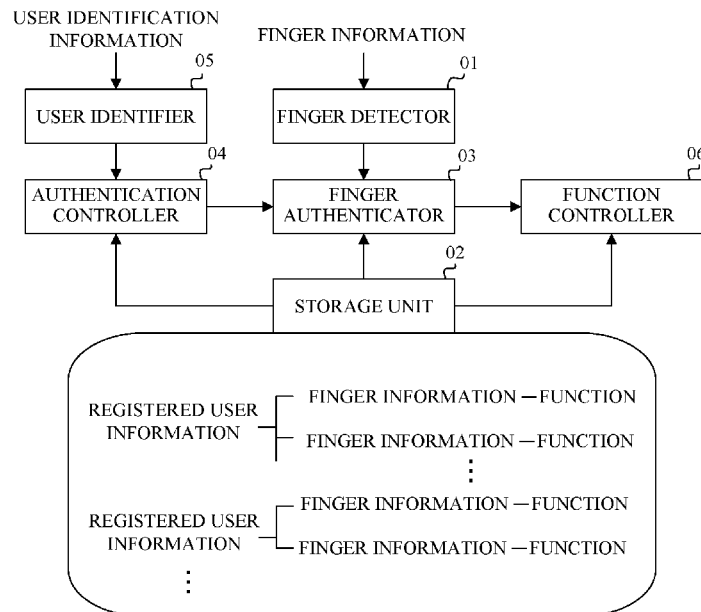 USER IDENTIFICATION
INFORMATION
FINGER INFORMATION
05
01
USER IDENTIFIER
FINGER DETECTOR
04
03
06
AUTHENTICATION
CONTROLLER
FINGER
AUTHENTICATOR
FUNCTION
CONTROLLER
02
STORAGE UNIT
REGISTERED USER
INFORMATION
FINGER INFORMATION — FUNCTION
FINGER INFORMATION — FUNCTION
⋮
REGISTERED USER
INFORMATION
FINGER INFORMATION — FUNCTION
FINGER INFORMATION — FUNCTION
⋮